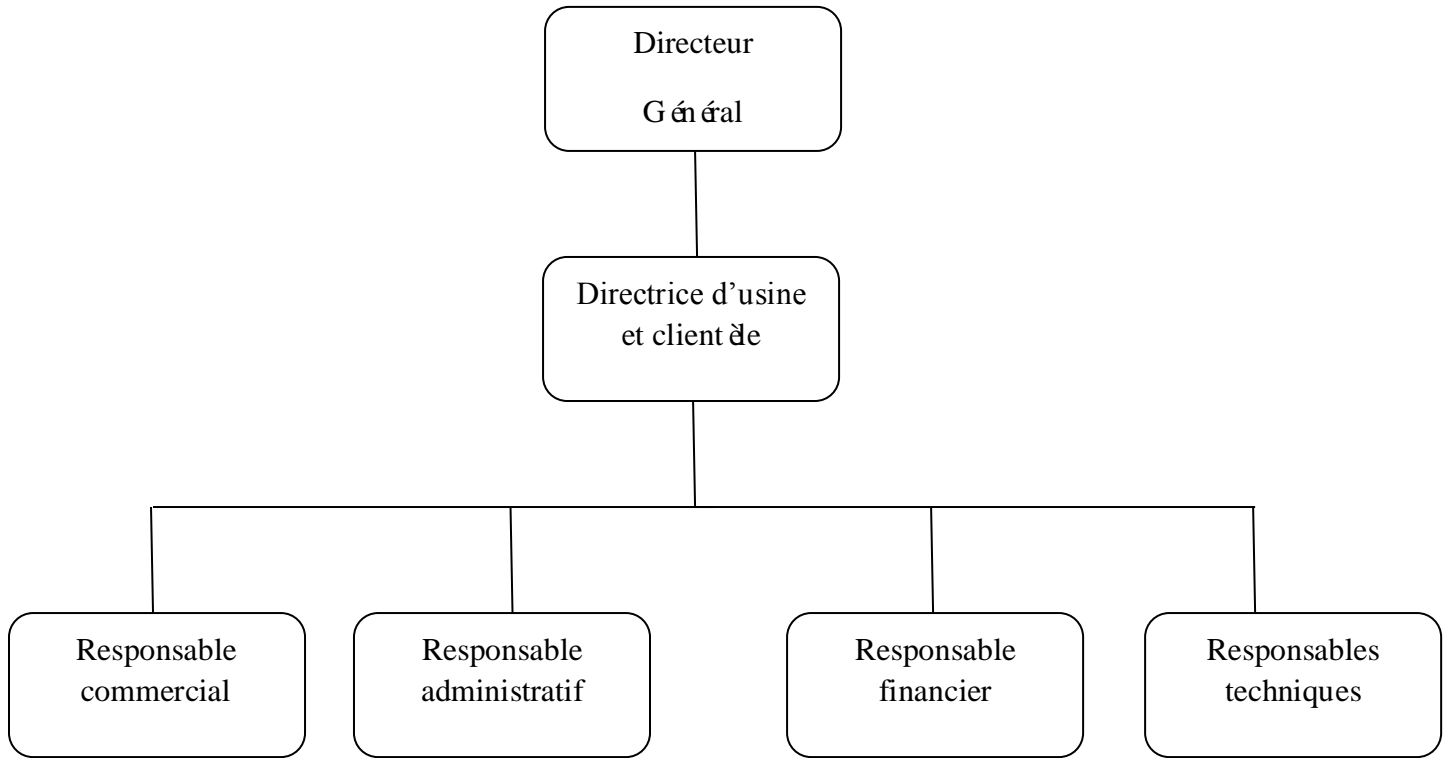 Directeur
Général
Directrice d’usine
et clientèle
Responsable
commercial
Responsable
administratif
Responsable
financier
Responsables
techniques